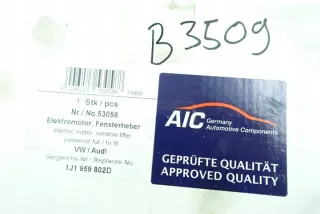 B3509
1 Stk / pcs
Nr / No. 53058
Elektromotor, Fensterheber
electric motor, window lifter
passend für / to fit
VW / Audi
Vergleichs-Nr / Replaces No
1J1 959 802D
AIC Germany
Automotive Components
GEPRÜFTE QUALITÄT
APPROVED QUALITY